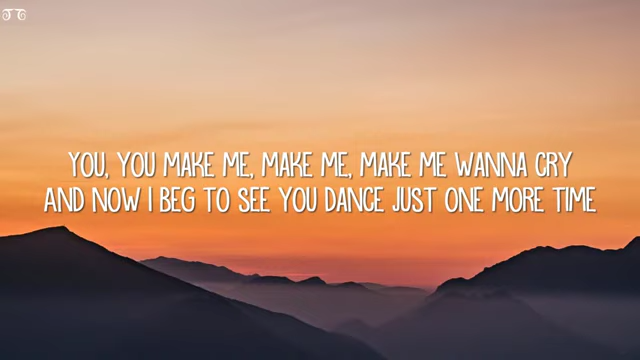 YOU, YOU MAKE ME, MAKE ME, MAKE ME WANNA CRY
AND NOW I BEG TO SEE YOU DANCE JUST ONE MORE TIME